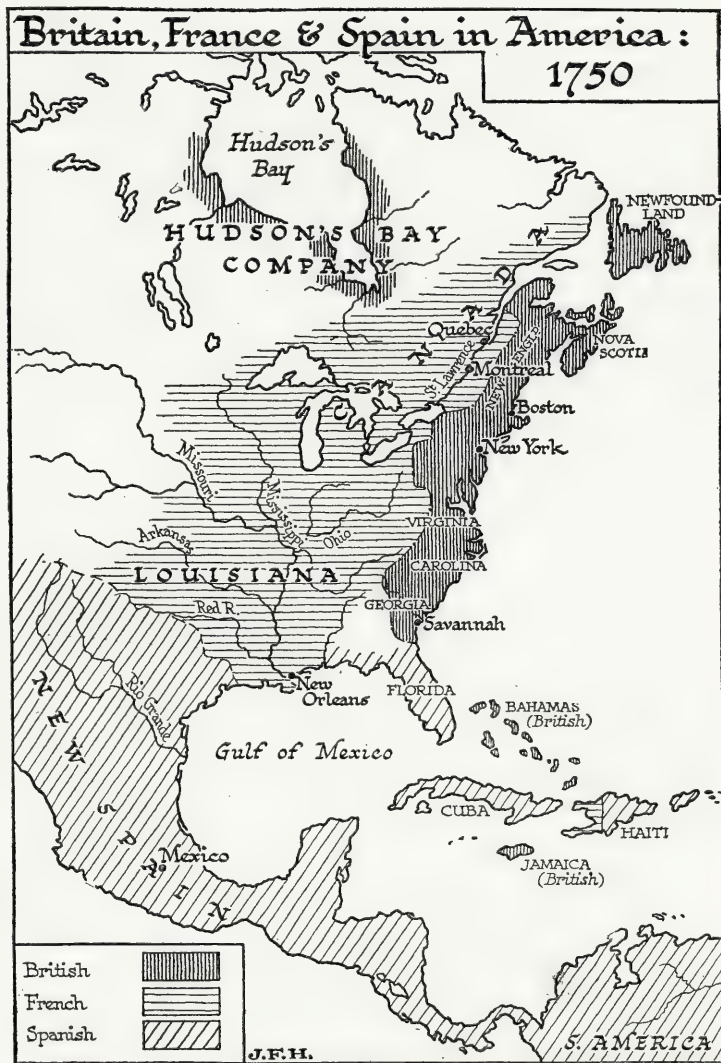 Britain, France & Spain in America :
1750
Hudson's
Bay
NEWFOUND
LAND
HUDSON'S BAY
COMPANY
CANADA
Quebec
NOVA
SCOTIA
St. Lawrence
Montreal
NEW ENGLD
Boston
New York
Missouri
Mississippi
Ohio
VIRGINIA
Arkansas
CAROLINA
LOUISIANA
GEORGIA
Red R.
Savannah
New
Orleans
FLORIDA
Rio Grande
BAHAMAS
(British)
NEW SPAIN
Gulf of Mexico
CUBA
HAITI
Mexico
JAMAICA
(British)
British
French
Spanish
S. AMERICA
J.F.H.